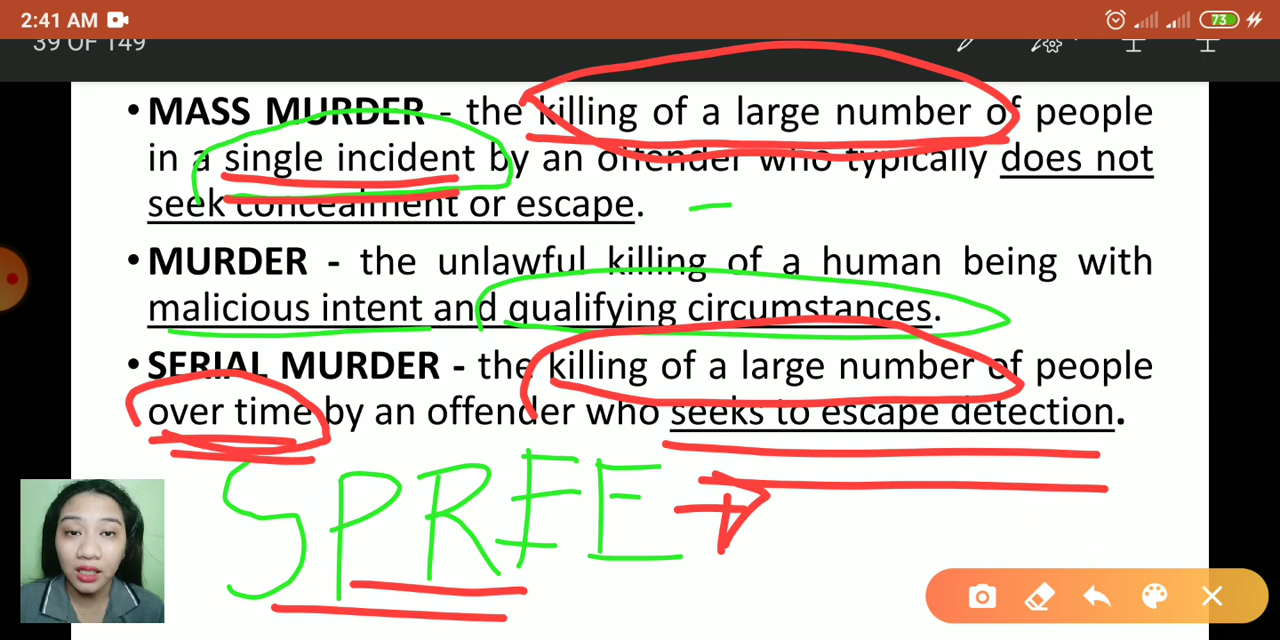 2:41 AM 73
39 OF 149
• MASS MURDER - the killing of a large number of people
in a single incident by an offender who typically does not
seek concealment or escape.
• MURDER - the unlawful killing of a human being with
malicious intent and qualifying circumstances.
• SERIAL MURDER - the killing of a large number of people
over time by an offender who seeks to escape detection.
SPREE